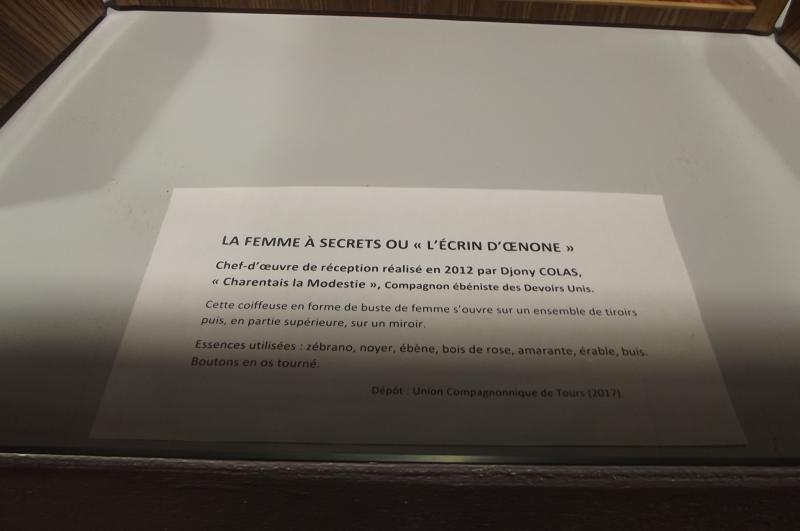 LA FEMME À SECRETS OU « L'ÉCRIN D'ŒNONE »
Chef-d'œuvre de réception réalisé en 2012 par Djony COLAS,
« Charentais la Modestie », Compagnon ébéniste des Devoirs Unis.
Cette coiffeuse en forme de buste de femme s'ouvre sur un ensemble de tiroirs
puis, en partie supérieure, sur un miroir.
Essences utilisées : zébrano, noyer, ébène, bois de rose, amarante, érable, buis.
Boutons en os tourné.
Dépôt : Union Compagnonnique de Tours (2017).